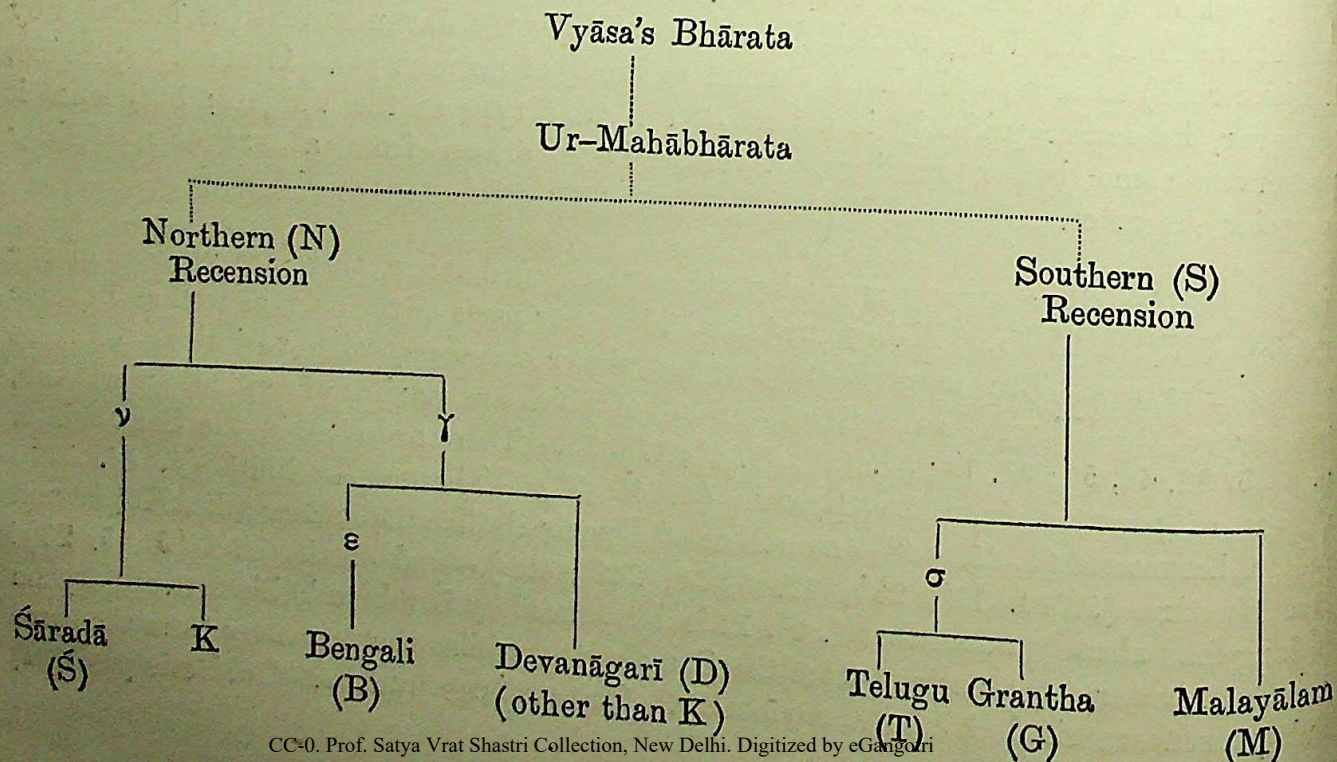 Vyāsa's Bhārata
Ur–Mahābhārata
Northern (N)
Recension
Southern (S)
Recension
ν
γ
ε
σ
Śāradā
(Ś)
K
Bengali
(B)
Devanāgarī (D)
(other than K)
Telugu
(T)
Grantha
(G)
Malayālam
(M)
CC-0. Prof. Satya Vrat Shastri Collection, New Delhi. Digitized by eGangotri